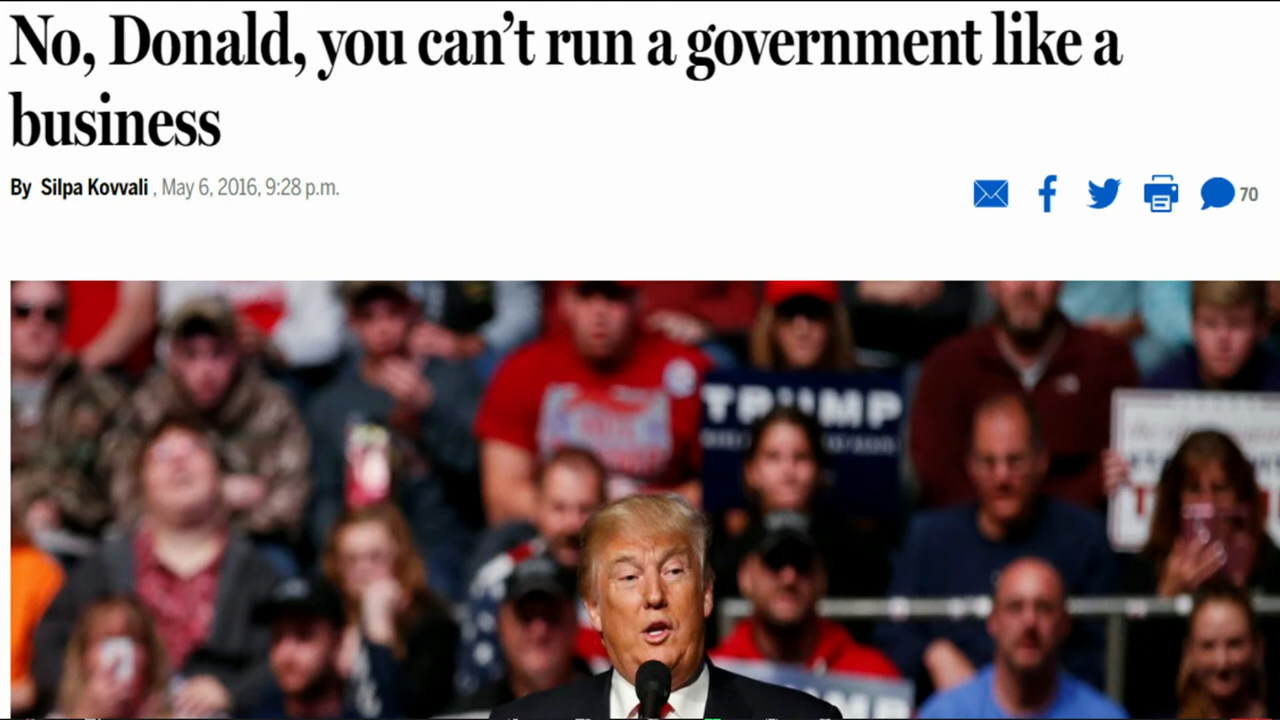 No, Donald, you can't run a government like a
business
By Silpa Kovvali , May 6, 2016, 9:28 p.m.
70
TRUMP